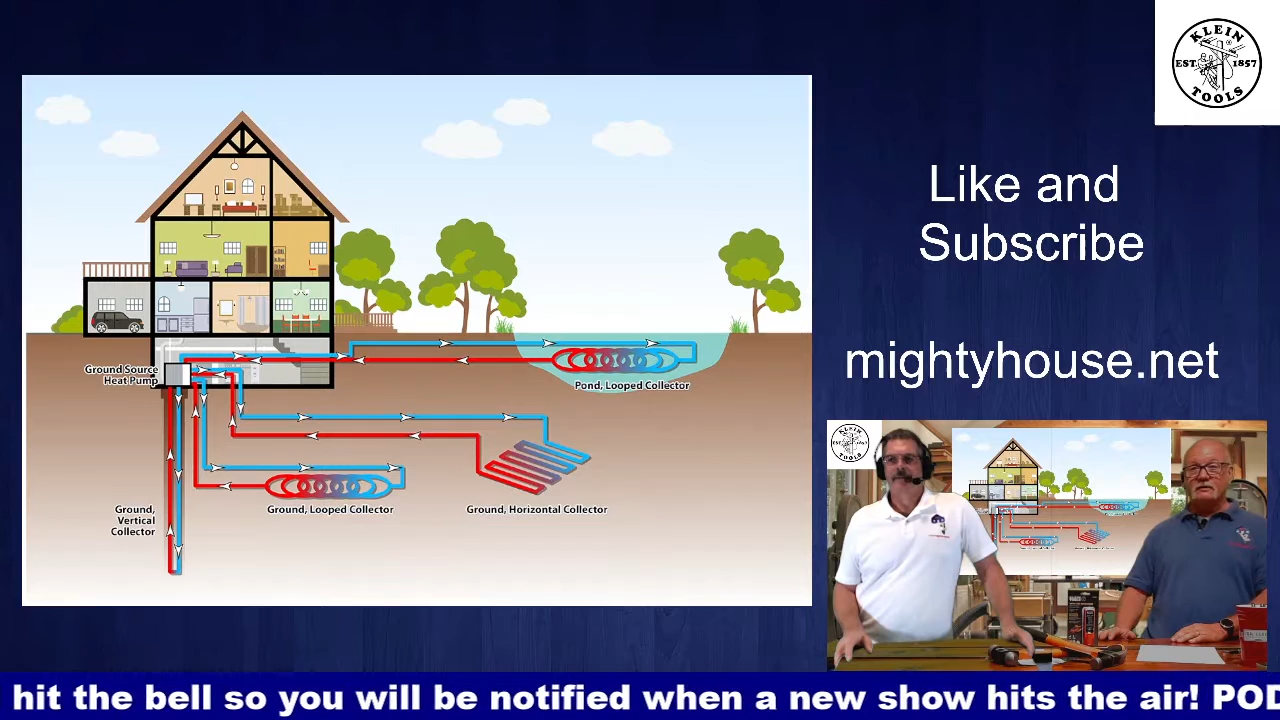 KLEIN
EST. 1857
TOOLS
Like and
Subscribe
mightyhouse.net
Ground Source
Heat Pump
Pond, Looped Collector
Ground, Looped Collector
Ground, Horizontal Collector
Ground,
Vertical
Collector
KLEIN
TOOLS
hit the bell so you will be notified when a new show hits the air! POD